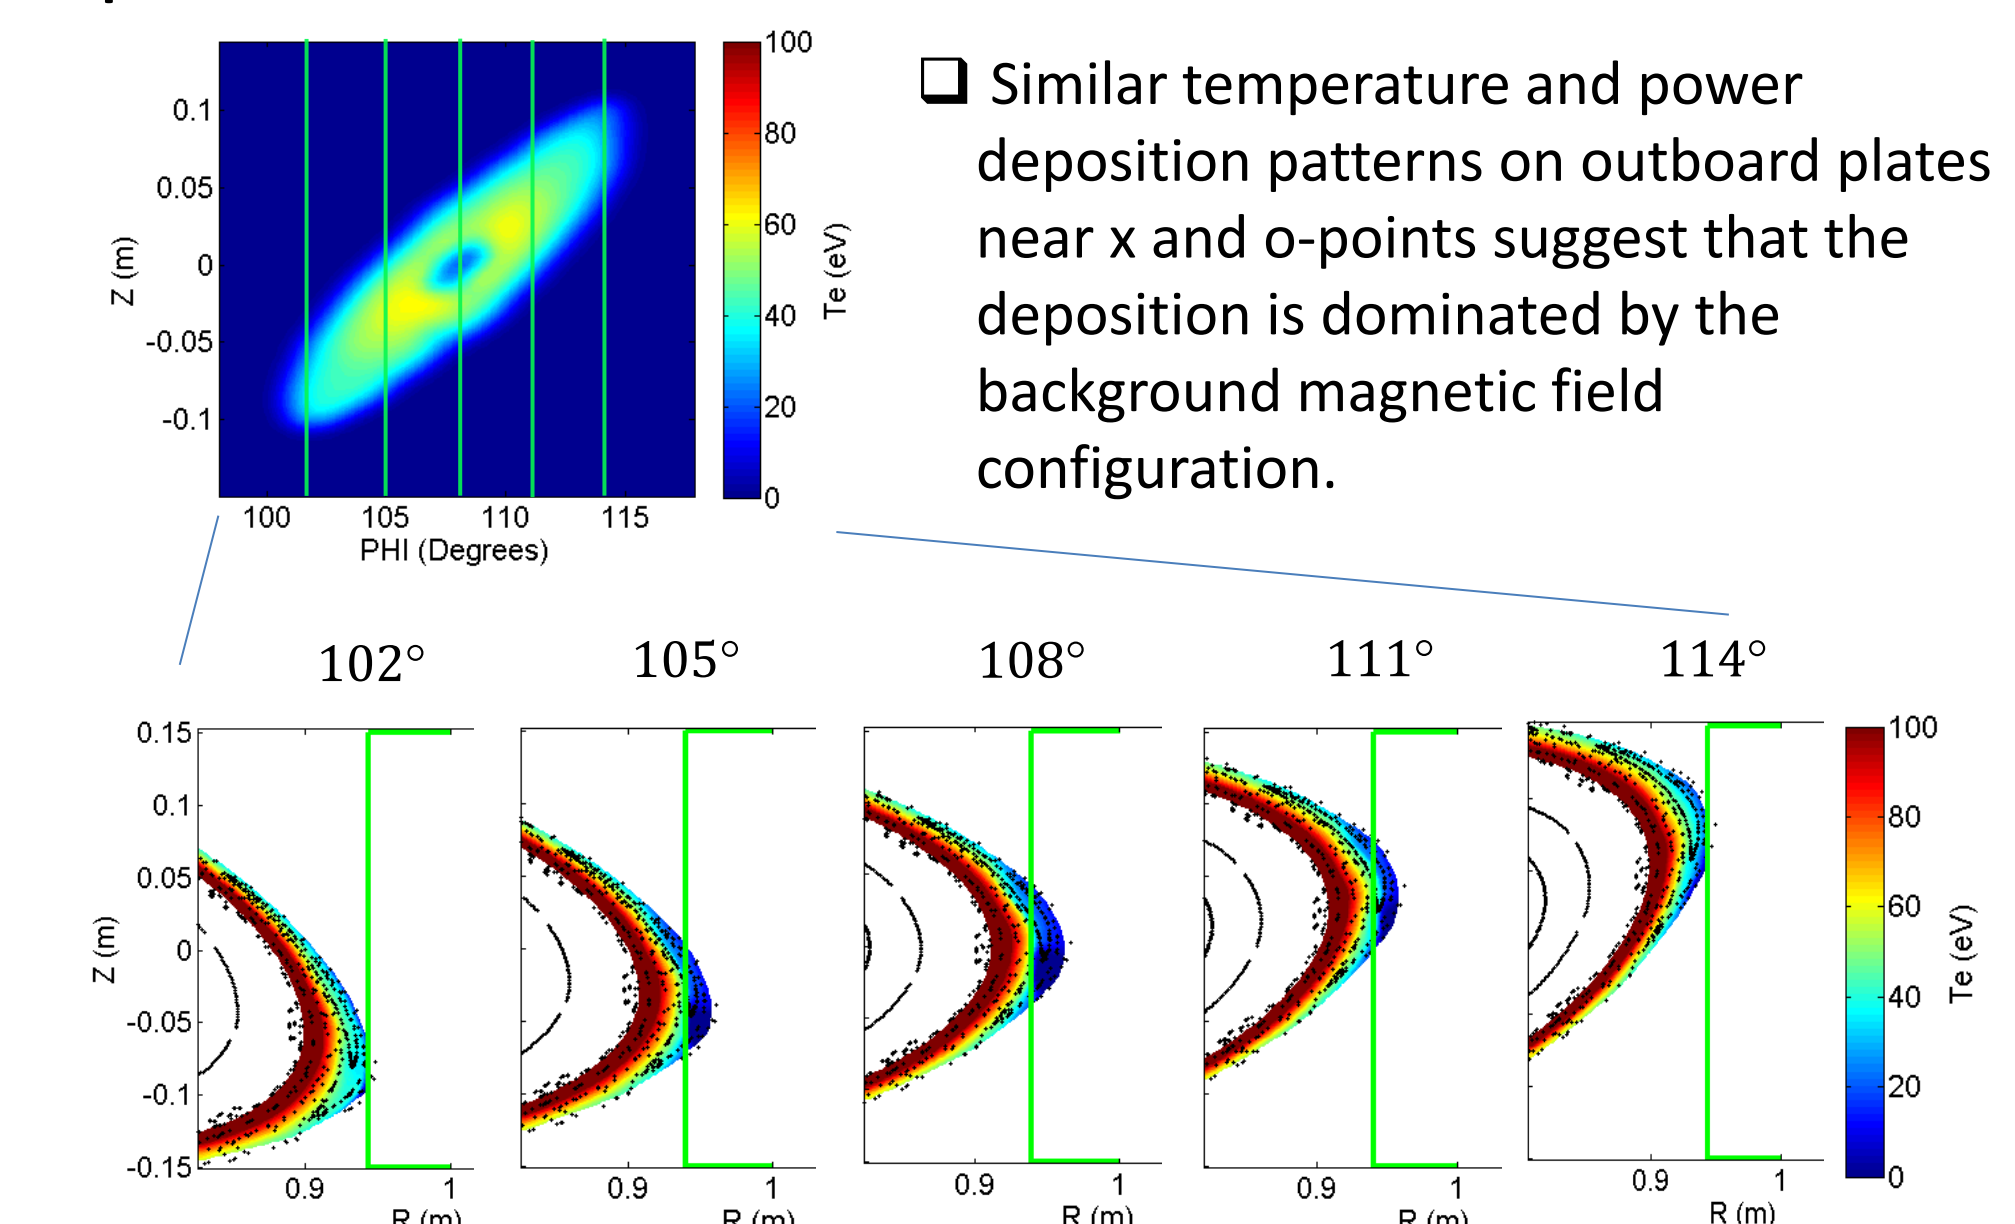 100
80
60
40
20
0
Te (eV)
0.1
0.05
0
-0.05
-0.1
Z (m)
100 105 110 115
PHI (Degrees)
Similar temperature and power
deposition patterns on outboard plates
near x and o-points suggest that the
deposition is dominated by the
background magnetic field
configuration.
102° 105° 108° 111° 114°
0.15
0.1
0.05
0
-0.05
-0.1
-0.15
Z (m)
0.9 1 0.9 1 0.9 1 0.9 1 0.9 1
R (m) R (m) R (m) R (m) R (m)
100
80
60
40
20
0
Te (eV)